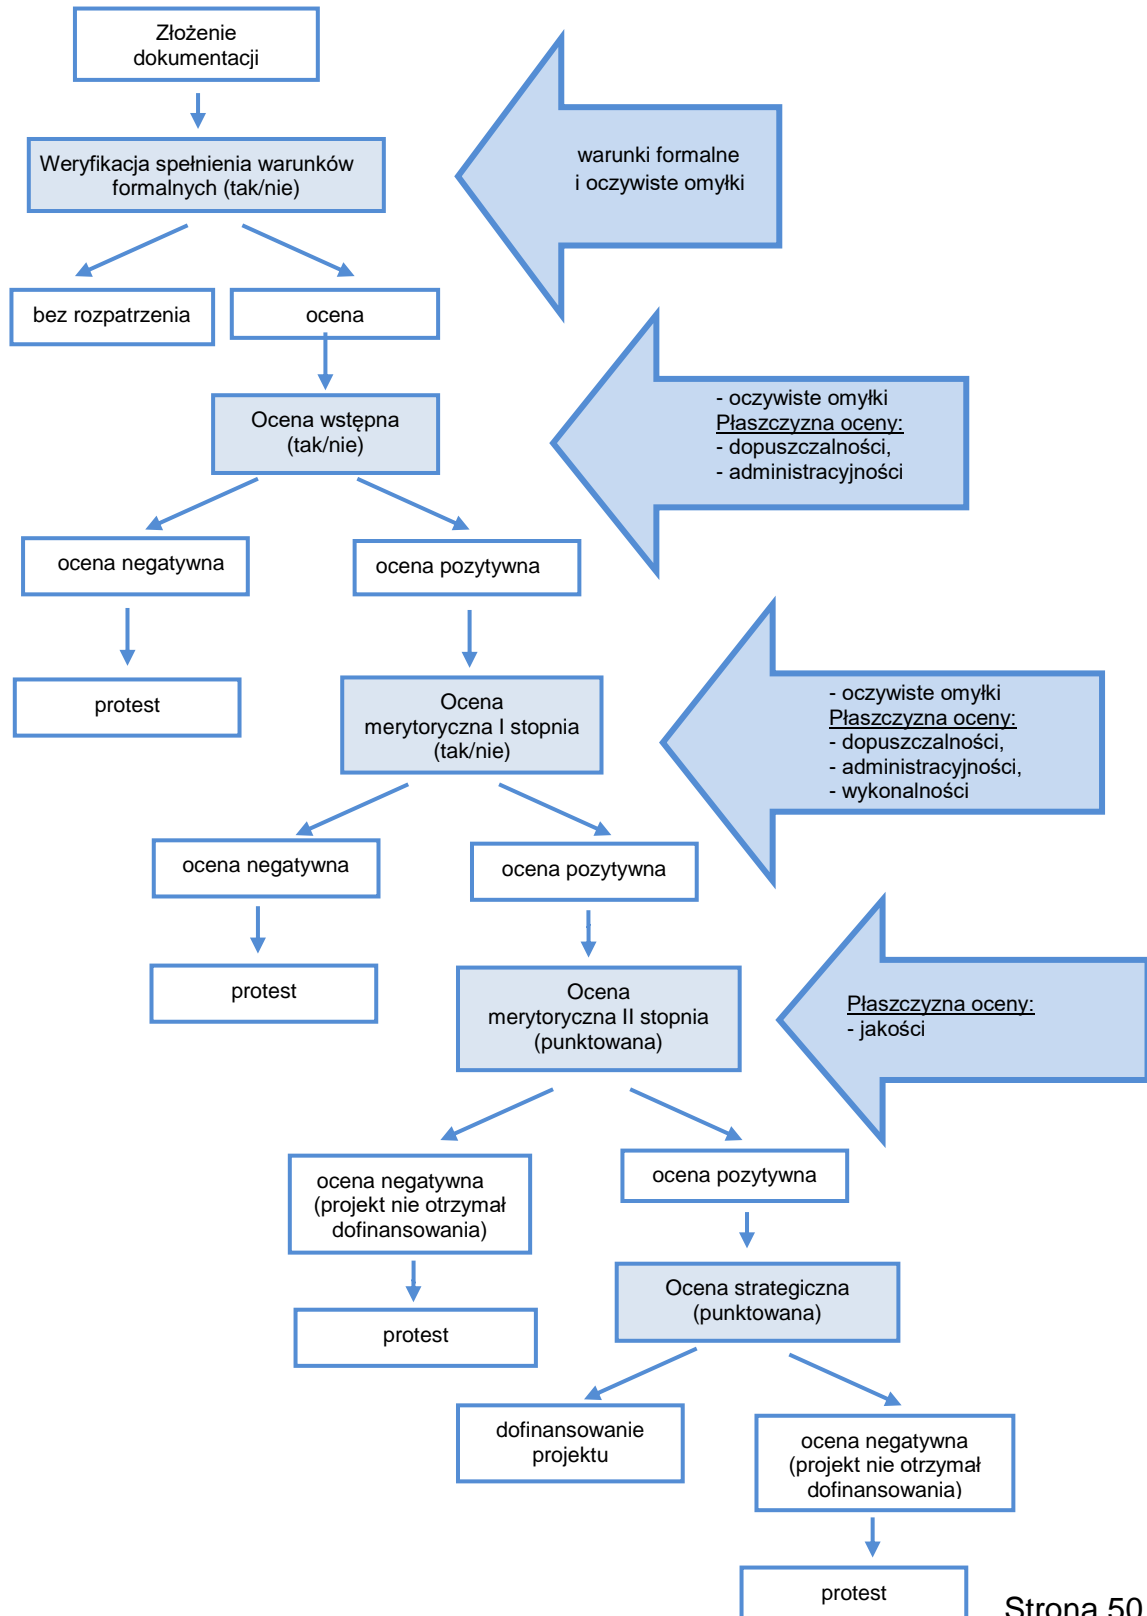 Złożenie
dokumentacji
Weryfikacja spełnienia warunków
formalnych (tak/nie)
warunki formalne
i oczywiste omyłki
bez rozpatrzenia
ocena
Ocena wstępna
(tak/nie)
- oczywiste omyłki
Płaszczyzna oceny:
- dopuszczalności,
- administracyjności
ocena negatywna
ocena pozytywna
protest
Ocena
merytoryczna I stopnia
(tak/nie)
- oczywiste omyłki
Płaszczyzna oceny:
- dopuszczalności,
- administracyjności,
- wykonalności
ocena negatywna
ocena pozytywna
protest
Ocena
merytoryczna II stopnia
(punktowana)
Płaszczyzna oceny:
- jakości
ocena negatywna
(projekt nie otrzymał
dofinansowania)
ocena pozytywna
protest
Ocena strategiczna
(punktowana)
dofinansowanie
projektu
ocena negatywna
(projekt nie otrzymał
dofinansowania)
protest
Strona 50